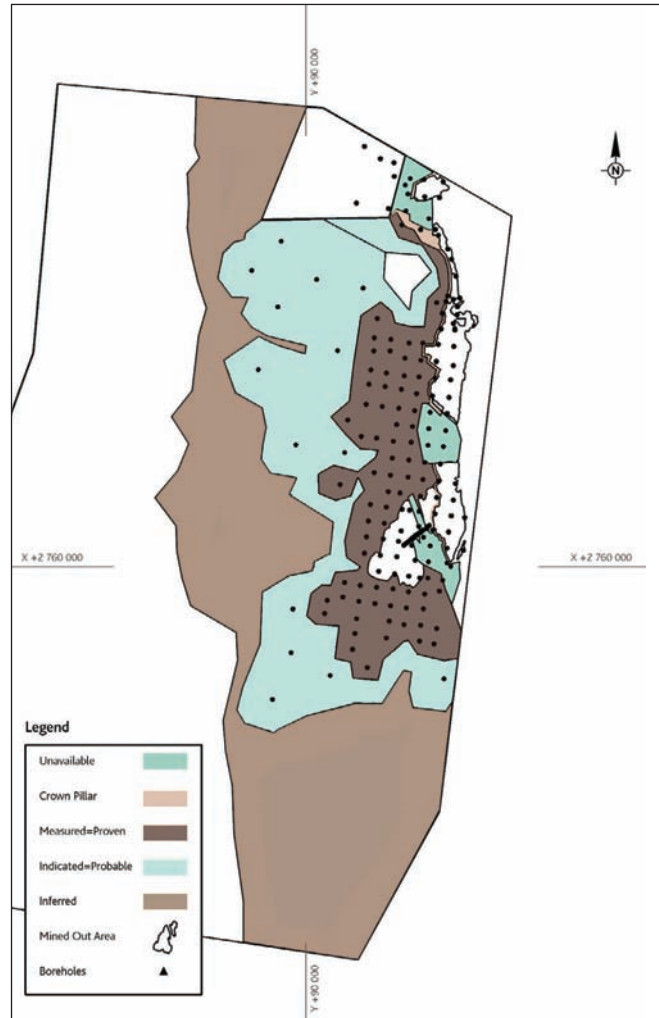 Y +90 000
N
X +2 760 000
X +2 760 000
Legend
Unavailable
Crown Pillar
Measured=Proven
Indicated=Probable
Inferred
Mined Out Area
Boreholes
Y +90 000